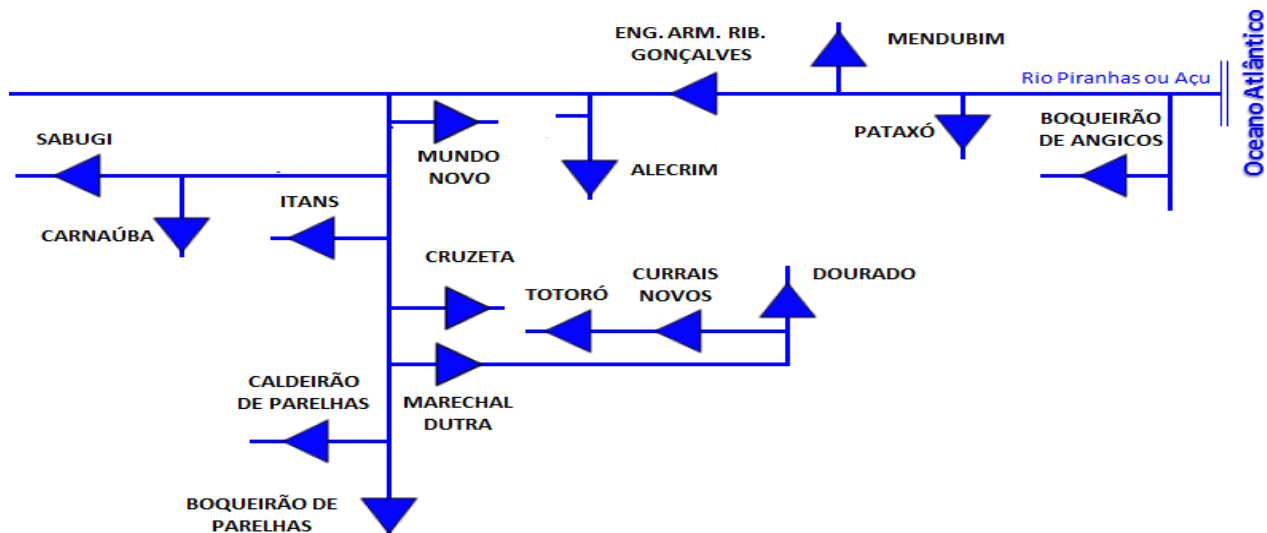 ENG. ARM. RIB.
GONÇALVES
MENDUBIM
Rio Piranhas ou Açu
Oceano Atlântico
SABUGI
MUNDO
NOVO
ALECRIM
PATAXÓ
BOQUEIRÃO
DE ANGICOS
CARNAÚBA
ITANS
CRUZETA
TOTORÓ
CURRAIS
NOVOS
DOURADO
CALDEIRÃO
DE PARELHAS
MARECHAL
DUTRA
BOQUEIRÃO DE
PARELHAS